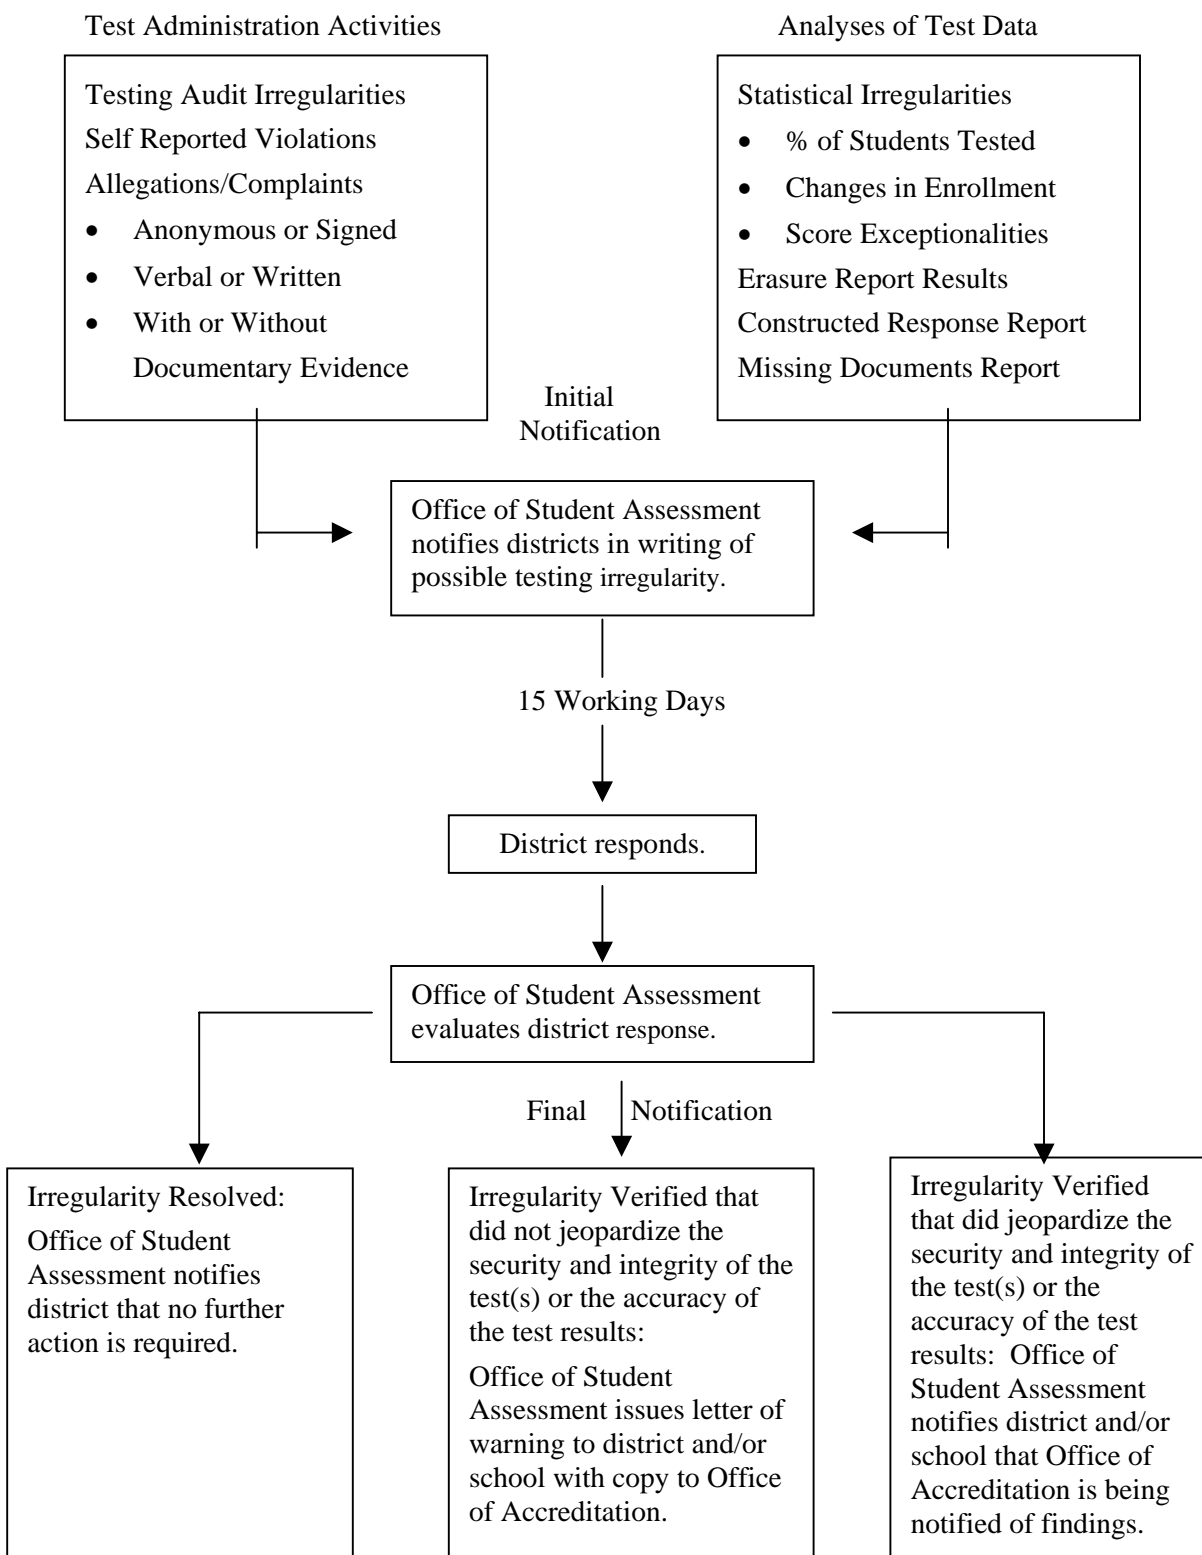 Test Administration Activities
Testing Audit Irregularities
Self Reported Violations
Allegations/Complaints
• Anonymous or Signed
• Verbal or Written
• With or Without
Documentary Evidence
Analyses of Test Data
Statistical Irregularities
• % of Students Tested
• Changes in Enrollment
• Score Exceptionalities
Erasure Report Results
Constructed Response Report
Missing Documents Report
Initial
Notification
Office of Student Assessment
notifies districts in writing of
possible testing irregularity.
15 Working Days
District responds.
Office of Student Assessment
evaluates district response.
Final Notification
Irregularity Resolved:
Office of Student
Assessment notifies
district that no further
action is required.
Irregularity Verified that
did not jeopardize the
security and integrity of the
test(s) or the accuracy of
the test results:
Office of Student
Assessment issues letter of
warning to district and/or
school with copy to Office
of Accreditation.
Irregularity Verified
that did jeopardize the
security and integrity of
the test(s) or the
accuracy of the test
results: Office of
Student Assessment
notifies district and/or
school that Office of
Accreditation is being
notified of findings.